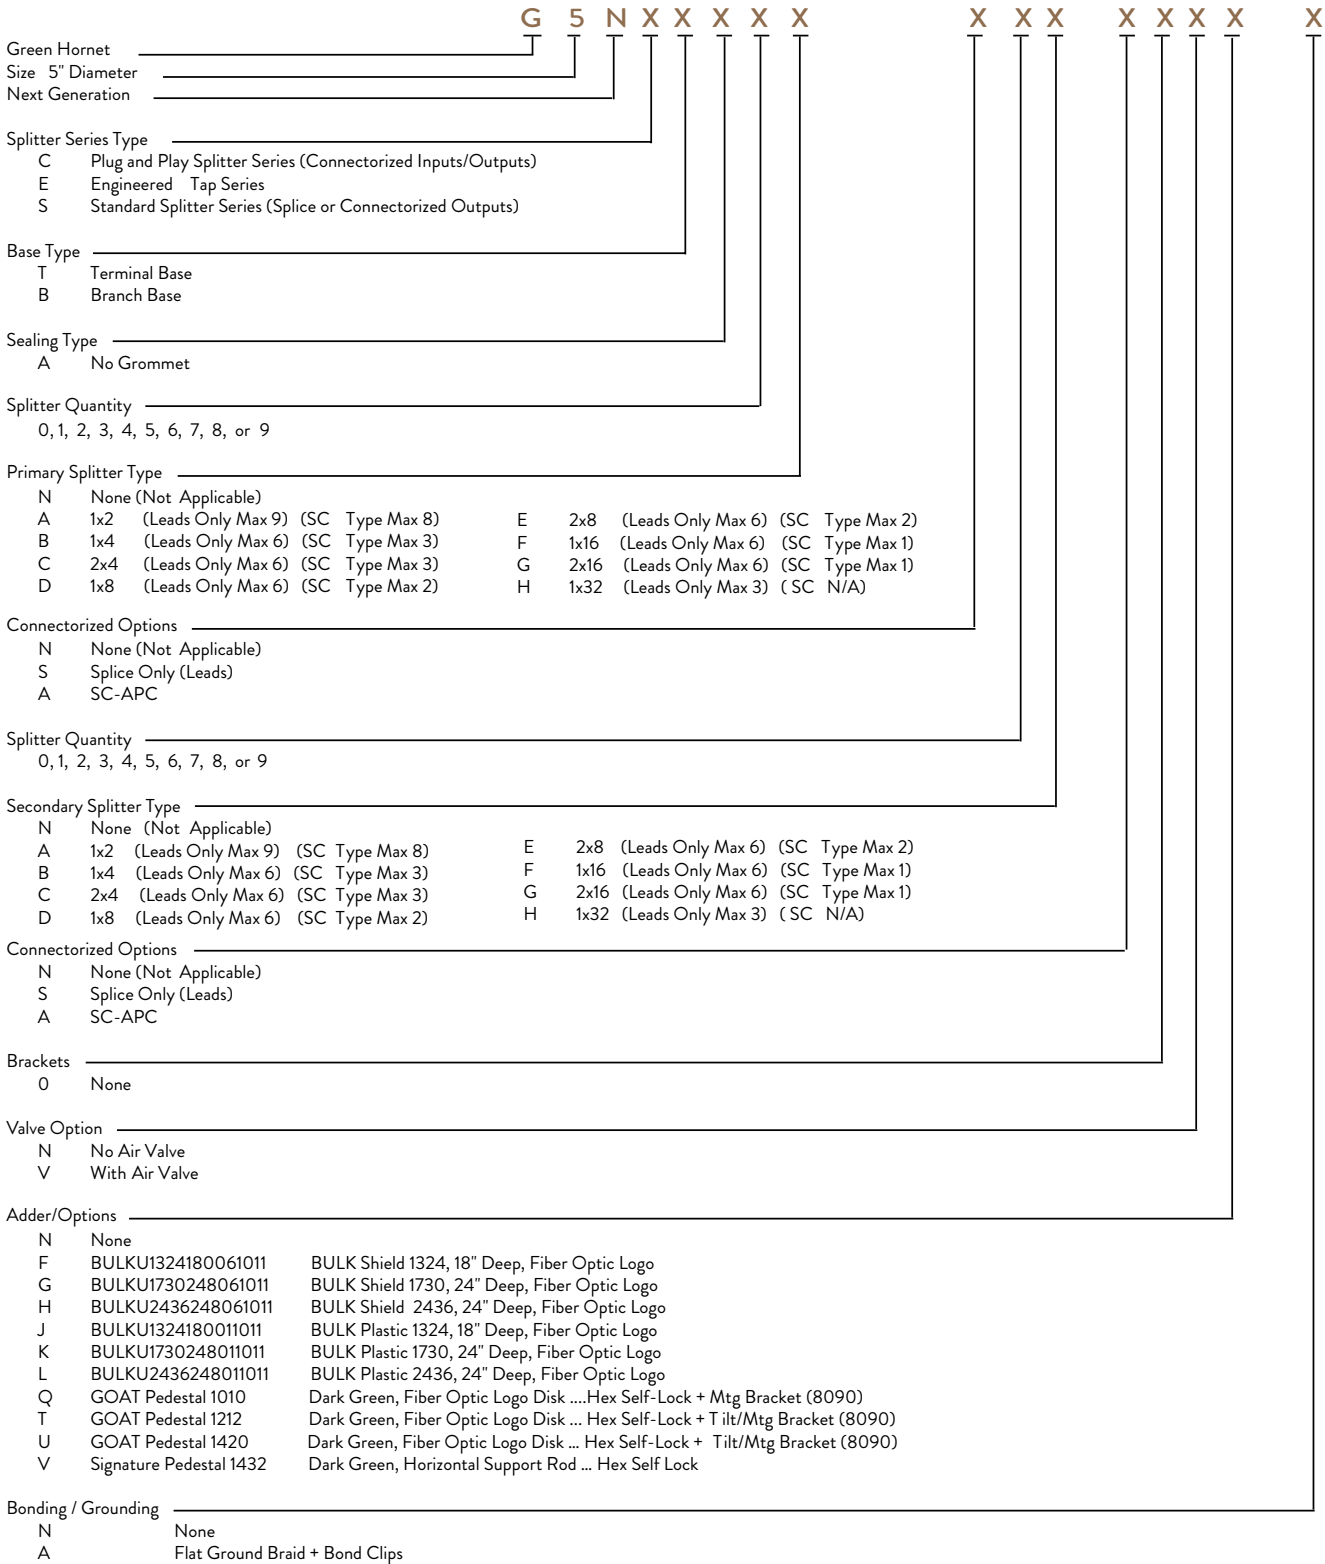 G 5 N X X X X X X X X X X X X X
Green Hornet
Size 5" Diameter
Next Generation
Splitter Series Type
C Plug and Play Splitter Series (Connectorized Inputs/Outputs)
E Engineered Tap Series
S Standard Splitter Series (Splice or Connectorized Outputs)
Base Type
T Terminal Base
B Branch Base
Sealing Type
A No Grommet
Splitter Quantity
0, 1, 2, 3, 4, 5, 6, 7, 8, or 9
Primary Splitter Type
N None (Not Applicable)
A 1x2 (Leads Only Max 9) (SC Type Max 8) E 2x8 (Leads Only Max 6) (SC Type Max 2)
B 1x4 (Leads Only Max 6) (SC Type Max 3) F 1x16 (Leads Only Max 6) (SC Type Max 1)
C 2x4 (Leads Only Max 6) (SC Type Max 3) G 2x16 (Leads Only Max 6) (SC Type Max 1)
D 1x8 (Leads Only Max 6) (SC Type Max 2) H 1x32 (Leads Only Max 3) ( SC N/A)
Connectorized Options
N None (Not Applicable)
S Splice Only (Leads)
A SC-APC
Splitter Quantity
0, 1, 2, 3, 4, 5, 6, 7, 8, or 9
Secondary Splitter Type
N None (Not Applicable)
A 1x2 (Leads Only Max 9) (SC Type Max 8) E 2x8 (Leads Only Max 6) (SC Type Max 2)
B 1x4 (Leads Only Max 6) (SC Type Max 3) F 1x16 (Leads Only Max 6) (SC Type Max 1)
C 2x4 (Leads Only Max 6) (SC Type Max 3) G 2x16 (Leads Only Max 6) (SC Type Max 1)
D 1x8 (Leads Only Max 6) (SC Type Max 2) H 1x32 (Leads Only Max 3) ( SC N/A)
Connectorized Options
N None (Not Applicable)
S Splice Only (Leads)
A SC-APC
Brackets
0 None
Valve Option
N No Air Valve
V With Air Valve
Adder/Options
N None
F BULKU1324180061011 BULK Shield 1324, 18" Deep, Fiber Optic Logo
G BULKU1730248061011 BULK Shield 1730, 24" Deep, Fiber Optic Logo
H BULKU2436248061011 BULK Shield 2436, 24" Deep, Fiber Optic Logo
J BULKU1324180011011 BULK Plastic 1324, 18" Deep, Fiber Optic Logo
K BULKU1730248011011 BULK Plastic 1730, 24" Deep, Fiber Optic Logo
L BULKU2436248011011 BULK Plastic 2436, 24" Deep, Fiber Optic Logo
Q GOAT Pedestal 1010 Dark Green, Fiber Optic Logo Disk ....Hex Self-Lock + Mtg Bracket (8090)
T GOAT Pedestal 1212 Dark Green, Fiber Optic Logo Disk ... Hex Self-Lock + T ilt/Mtg Bracket (8090)
U GOAT Pedestal 1420 Dark Green, Fiber Optic Logo Disk ... Hex Self-Lock + Tilt/Mtg Bracket (8090)
V Signature Pedestal 1432 Dark Green, Horizontal Support Rod ... Hex Self Lock
Bonding / Grounding
N None
A Flat Ground Braid + Bond Clips